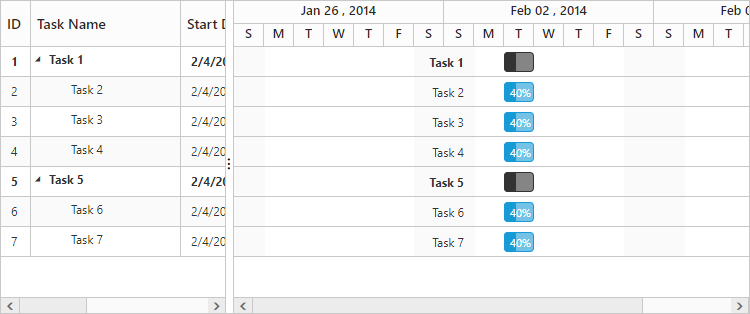 ID Task Name Start D
Jan 26 , 2014 Feb 02 , 2014 Feb 0
S M T W T F S S M T W T F S S M T
1 Task 1 2/4/20 Task 1
2 Task 2 2/4/20 Task 2 40%
3 Task 3 2/4/20 Task 3 40%
4 Task 4 2/4/20 Task 4 40%
5 Task 5 2/4/20 Task 5
6 Task 6 2/4/20 Task 6 40%
7 Task 7 2/4/20 Task 7 40%